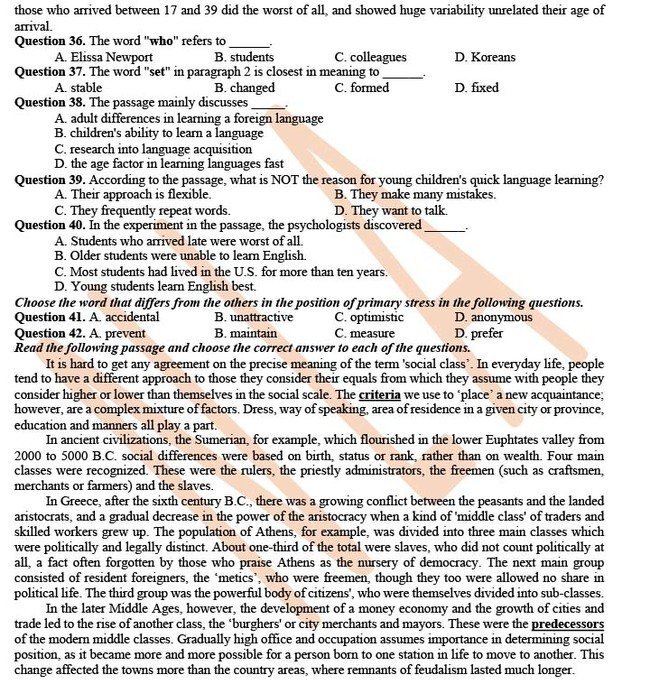 those who arrived between 17 and 39 did the worst of all, and showed huge variability unrelated their age of
arrival.
Question 36. The word "who" refers to ______.
A. Elissa Newport B. students C. colleagues D. Koreans
Question 37. The word "set" in paragraph 2 is closest in meaning to ______.
A. stable B. changed C. formed D. fixed
Question 38. The passage mainly discusses ______.
A. adult differences in learning a foreign language
B. children's ability to learn a language
C. research into language acquisition
D. the age factor in learning languages fast
Question 39. According to the passage, what is NOT the reason for young children's quick language learning?
A. Their approach is flexible. B. They make many mistakes.
C. They frequently repeat words. D. They want to talk.
Question 40. In the experiment in the passage, the psychologists discovered ______.
A. Students who arrived late were worst of all.
B. Older students were unable to learn English.
C. Most students had lived in the U.S. for more than ten years.
D. Young students learn English best.
Choose the word that differs from the others in the position of primary stress in the following questions.
Question 41. A. accidental B. unattractive C. optimistic D. anonymous
Question 42. A. prevent B. maintain C. measure D. prefer
Read the following passage and choose the correct answer to each of the questions.
It is hard to get any agreement on the precise meaning of the term 'social class'. In everyday life, people
tend to have a different approach to those they consider their equals from which they assume with people they
consider higher or lower than themselves in the social scale. The criteria we use to 'place' a new acquaintance;
however, are a complex mixture of factors. Dress, way of speaking, area of residence in a given city or province,
education and manners all play a part.
In ancient civilizations, the Sumerian, for example, which flourished in the lower Euphtates valley from
2000 to 5000 B.C. social differences were based on birth, status or rank, rather than on wealth. Four main
classes were recognized. These were the rulers, the priestly administrators, the freemen (such as craftsmen,
merchants or farmers) and the slaves.
In Greece, after the sixth century B.C., there was a growing conflict between the peasants and the landed
aristocrats, and a gradual decrease in the power of the aristocracy when a kind of 'middle class' of traders and
skilled workers grew up. The population of Athens, for example, was divided into three main classes which
were politically and legally distinct. About one-third of the total were slaves, who did not count politically at
all, a fact often forgotten by those who praise Athens as the nursery of democracy. The next main group
consisted of resident foreigners, the 'metics', who were freemen, though they too were allowed no share in
political life. The third group was the powerful body of citizens', who were themselves divided into sub-classes.
In the later Middle Ages, however, the development of a money economy and the growth of cities and
trade led to the rise of another class, the 'burghers' or city merchants and mayors. These were the predecessors
of the modern middle classes. Gradually high office and occupation assumes importance in determining social
position, as it became more and more possible for a person born to one station in life to move to another. This
change affected the towns more than the country areas, where remnants of feudalism lasted much longer.